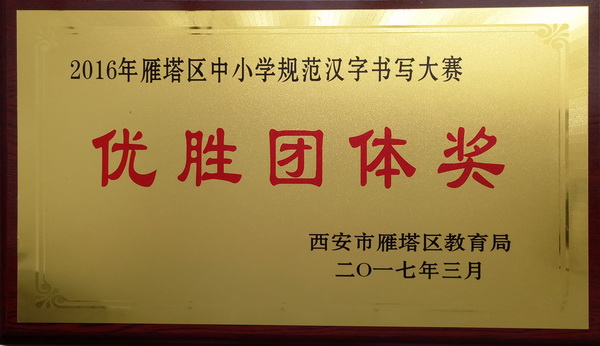 2016年雁塔区中小学规范汉字书写大赛
优胜团体奖
西安市雁塔区教育局
二〇一七年三月